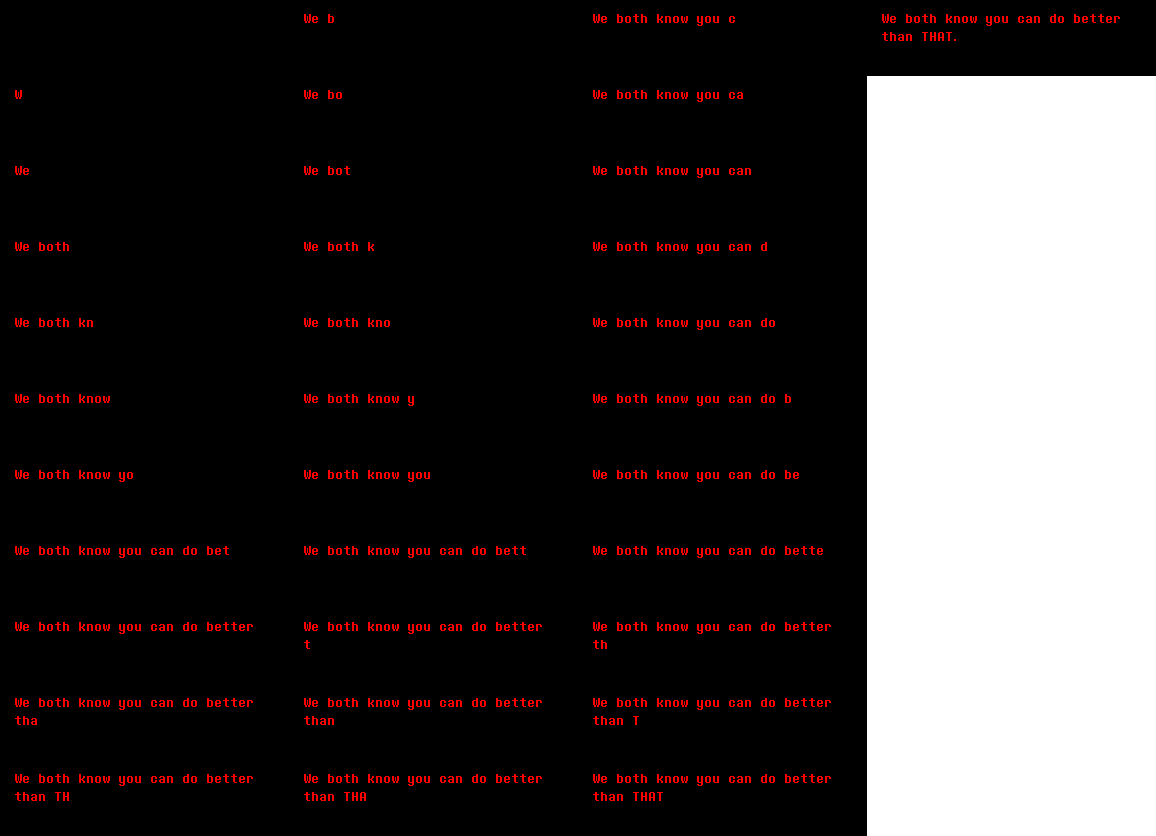 We b
We both know you c
We both know you can do better
than THAT.
W
We bo
We both know you ca
We
We bot
We both know you can
We both
We both k
We both know you can d
We both kn
We both kno
We both know you can do
We both know
We both know y
We both know you can do b
We both know yo
We both know you
We both know you can do be
We both know you can do bet
We both know you can do bett
We both know you can do bette
We both know you can do better
We both know you can do better
t
We both know you can do better
th
We both know you can do better
tha
We both know you can do better
than
We both know you can do better
than T
We both know you can do better
than TH
We both know you can do better
than THA
We both know you can do better
than THAT